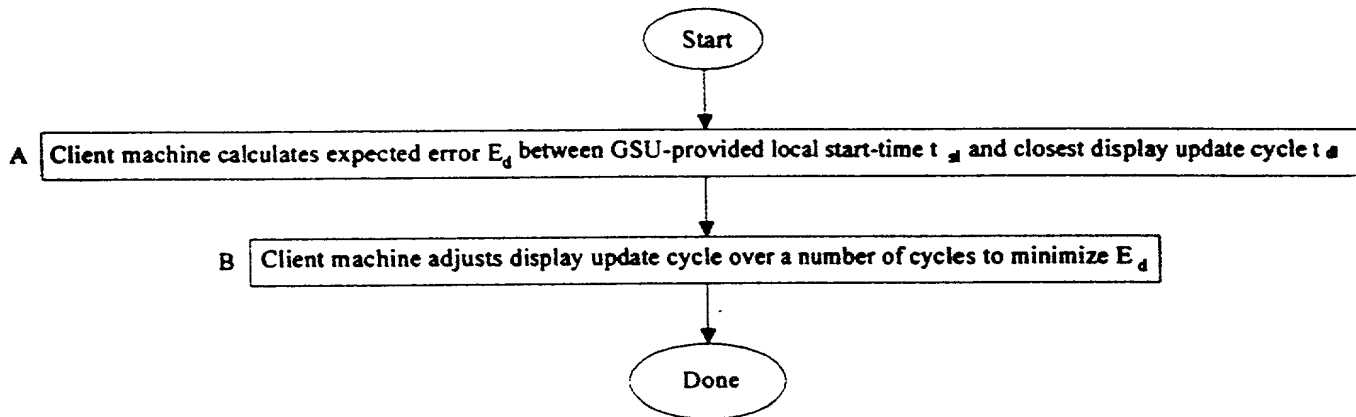 Start
A Client machine calculates expected error E_d between GSU-provided local start-time t and closest display update cycle t
B Client machine adjusts display update cycle over a number of cycles to minimize E_d
Done